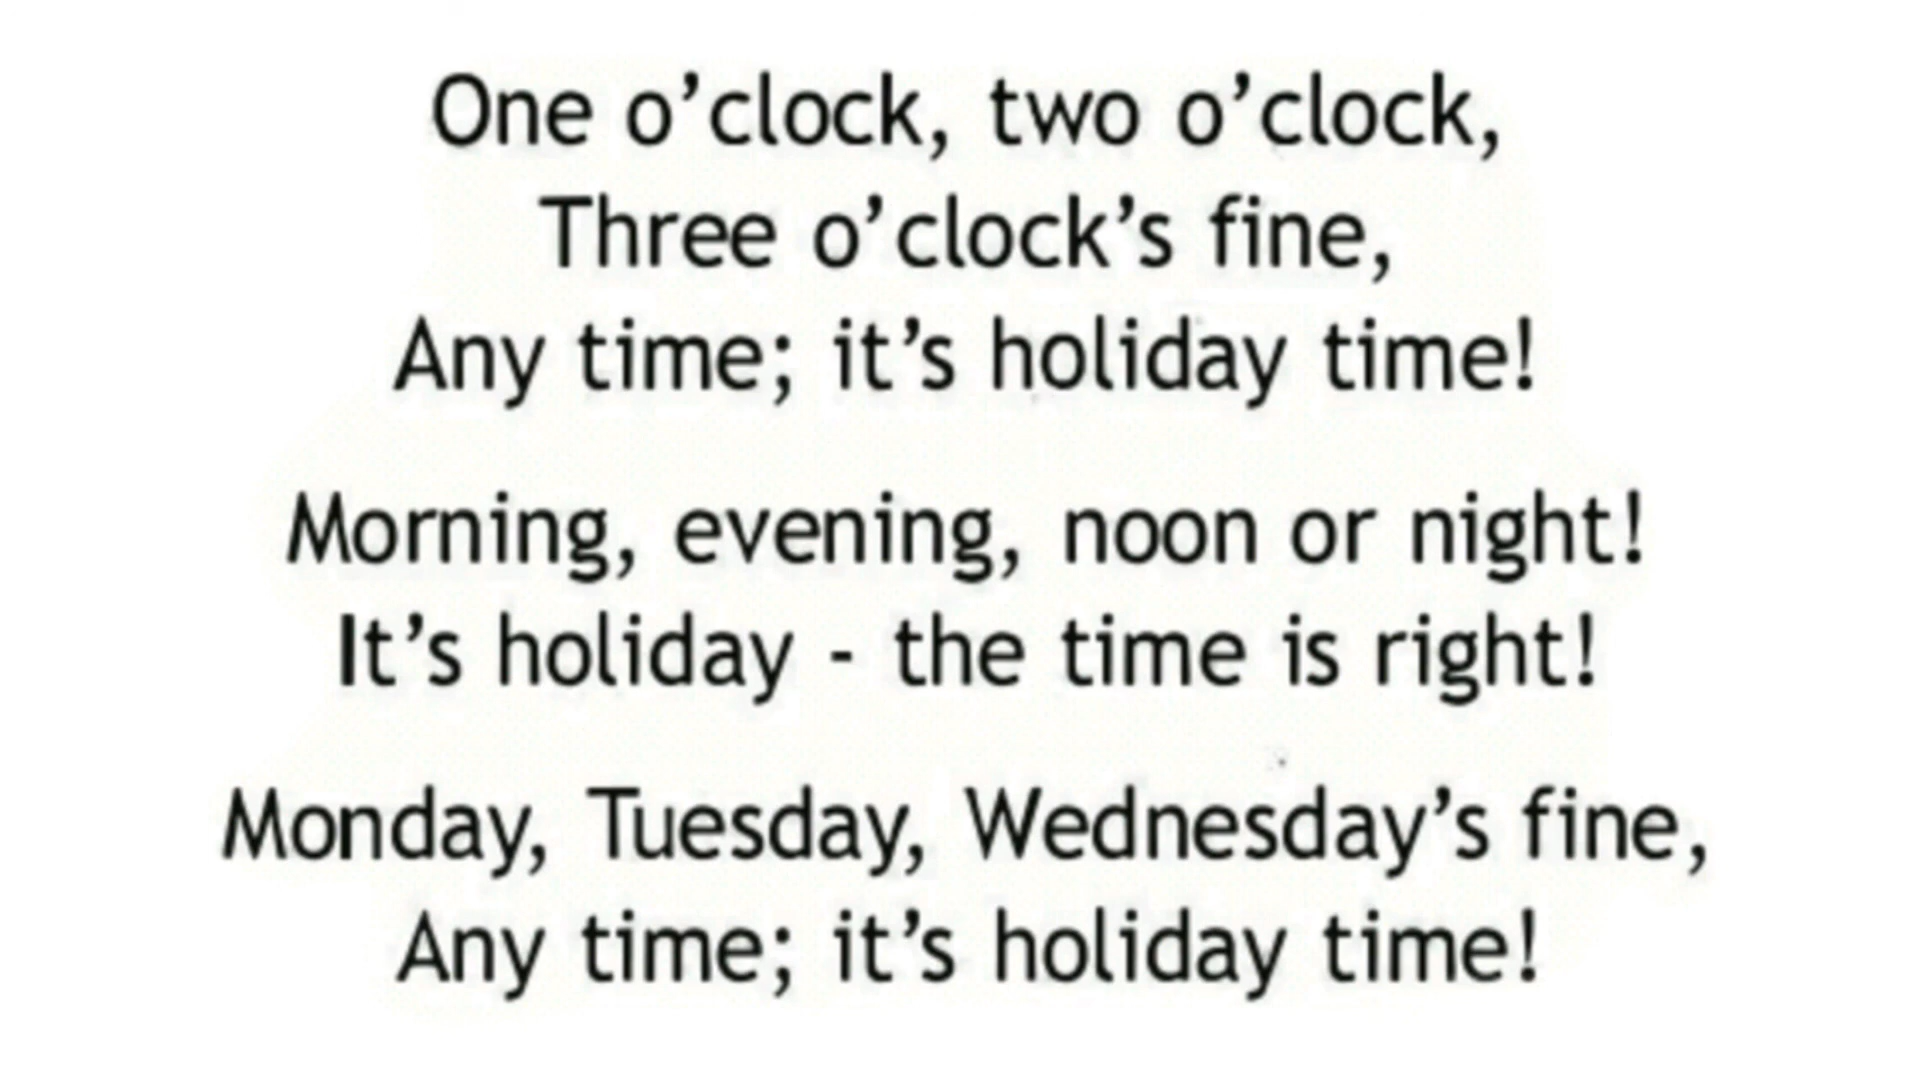 One o’clock, two o’clock,
Three o’clock’s fine,
Any time; it’s holiday time!
Morning, evening, noon or night!
It’s holiday - the time is right!
Monday, Tuesday, Wednesday’s fine,
Any time; it’s holiday time!